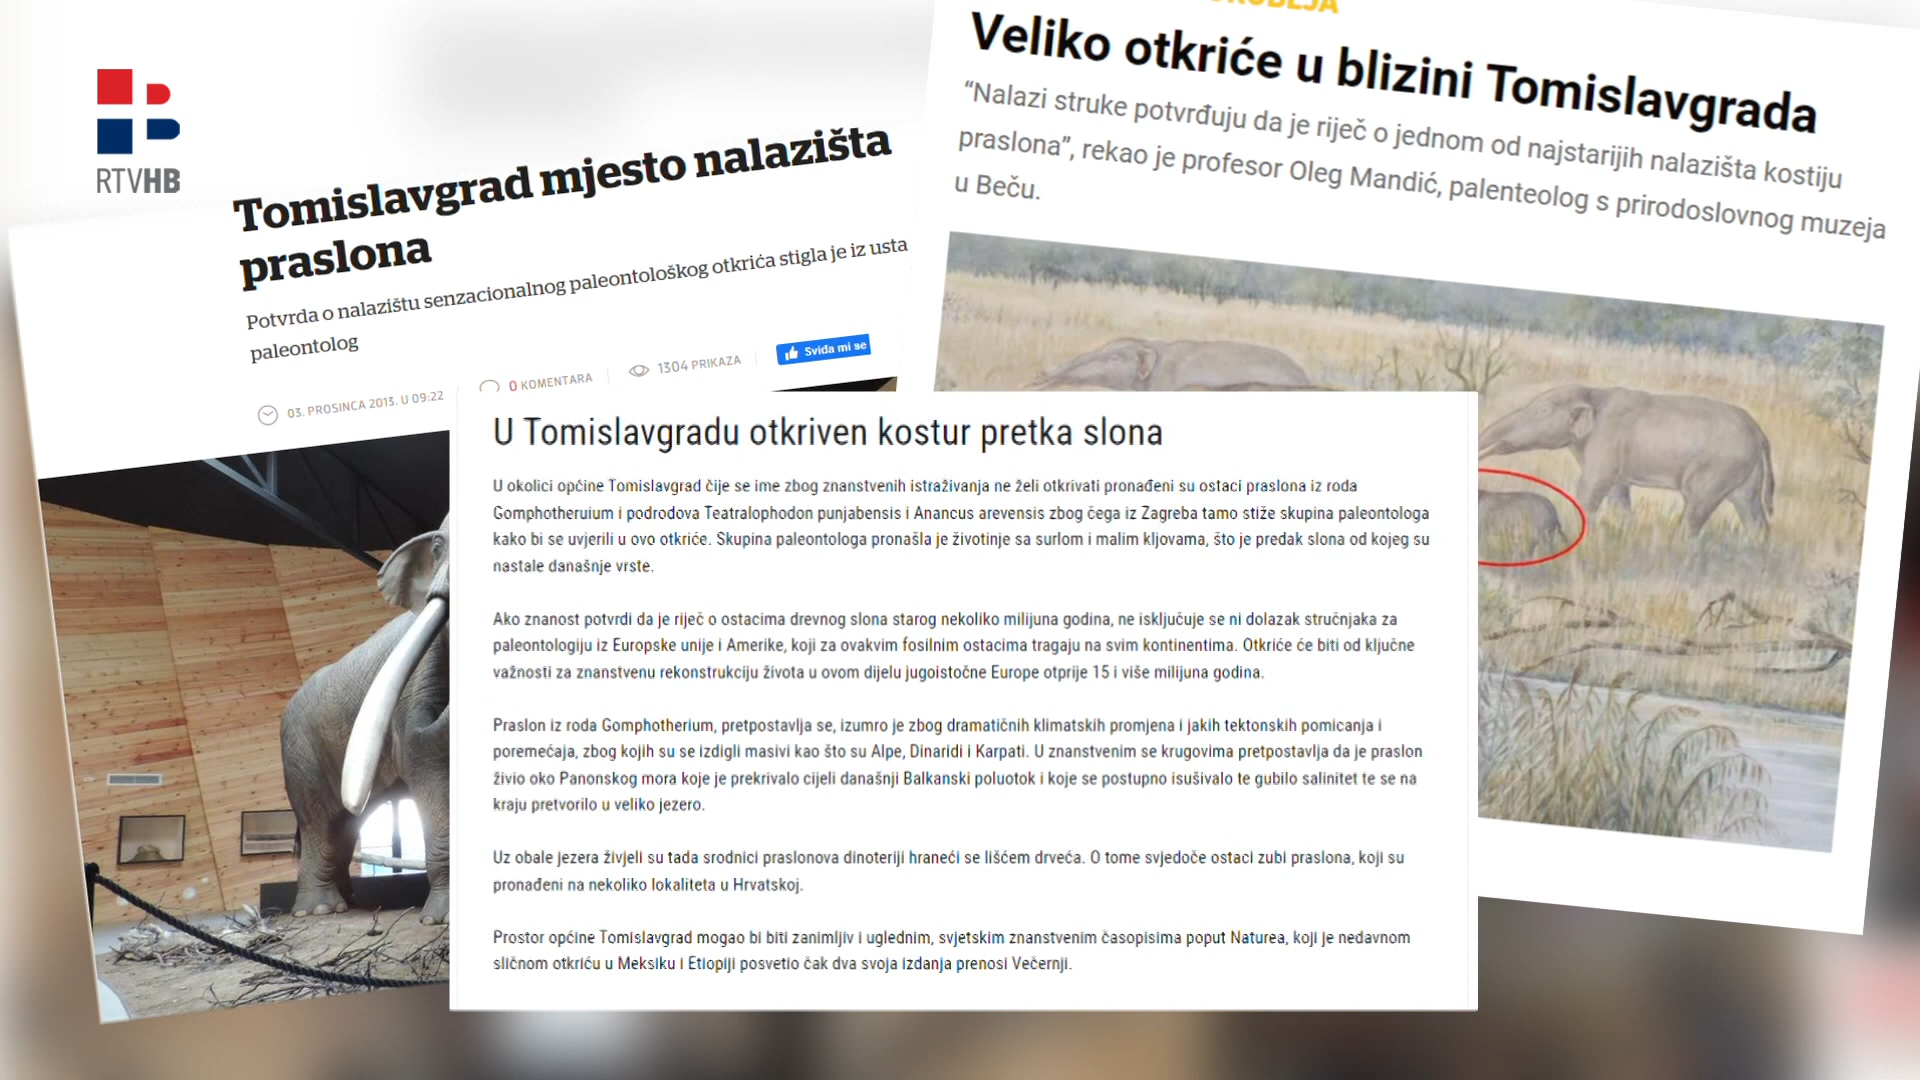 RTVHB
Tomislavgrad mjesto nalazišta
praslona
Potvrda o nalazištu senzacionalnog paleontološkog otkrića stigla je iz usta
paleontolog
03. PROSINCA 2013. U 09:22
0 KOMENTARA
1304 PRIKAZA
Sviđa mi se
Veliko otkriće u blizini Tomislavgrada
“Nalazi struke potvrđuju da je riječ o jednom od najstarijih nalazišta kostiju
praslona”, rekao je profesor Oleg Mandić, palenteolog s prirodoslovnog muzeja
u Beču.
U Tomislavgradu otkriven kostur pretka slona
U okolici općine Tomislavgrad čije se ime zbog znanstvenih istraživanja ne želi otkrivati pronađeni su ostaci praslona iz roda
Gomphotheruium i podrodova Teatralophodon punjabensis i Anancus arevensis zbog čega iz Zagreba tamo stiže skupina paleontologa
kako bi se uvjerili u ovo otkriće. Skupina paleontologa pronašla je životinje sa surlom i malim kljovama, što je predak slona od kojeg su
nastale današnje vrste.
Ako znanost potvrdi da je riječ o ostacima drevnog slona starog nekoliko milijuna godina, ne isključuje se ni dolazak stručnjaka za
paleontologiju iz Europske unije i Amerike, koji za ovakvim fosilnim ostacima tragaju na svim kontinentima. Otkriće će biti od ključne
važnosti za znanstvenu rekonstrukciju života u ovom dijelu jugoistočne Europe otprije 15 i više milijuna godina.
Praslon iz roda Gomphotherium, pretpostavlja se, izumro je zbog dramatičnih klimatskih promjena i jakih tektonskih pomicanja i
poremećaja, zbog kojih su se izdigli masivi kao što su Alpe, Dinaridi i Karpati. U znanstvenim se krugovima pretpostavlja da je praslon
živio oko Panonskog mora koje je prekrivalo cijeli današnji Balkanski poluotok i koje se postupno isušivalo te gubilo salinitet te se na
kraju pretvorilo u veliko jezero.
Uz obale jezera živjeli su tada srodnici praslonova dinoteriji hraneći se lišćem drveća. O tome svjedoče ostaci zubi praslona, koji su
pronađeni na nekoliko lokaliteta u Hrvatskoj.
Prostor općine Tomislavgrad mogao bi biti zanimljiv i uglednim, svjetskim znanstvenim časopisima poput Naturea, koji je nedavnom
sličnom otkriću u Meksiku i Etiopiji posvetio čak dva svoja izdanja prenosi Večernji.